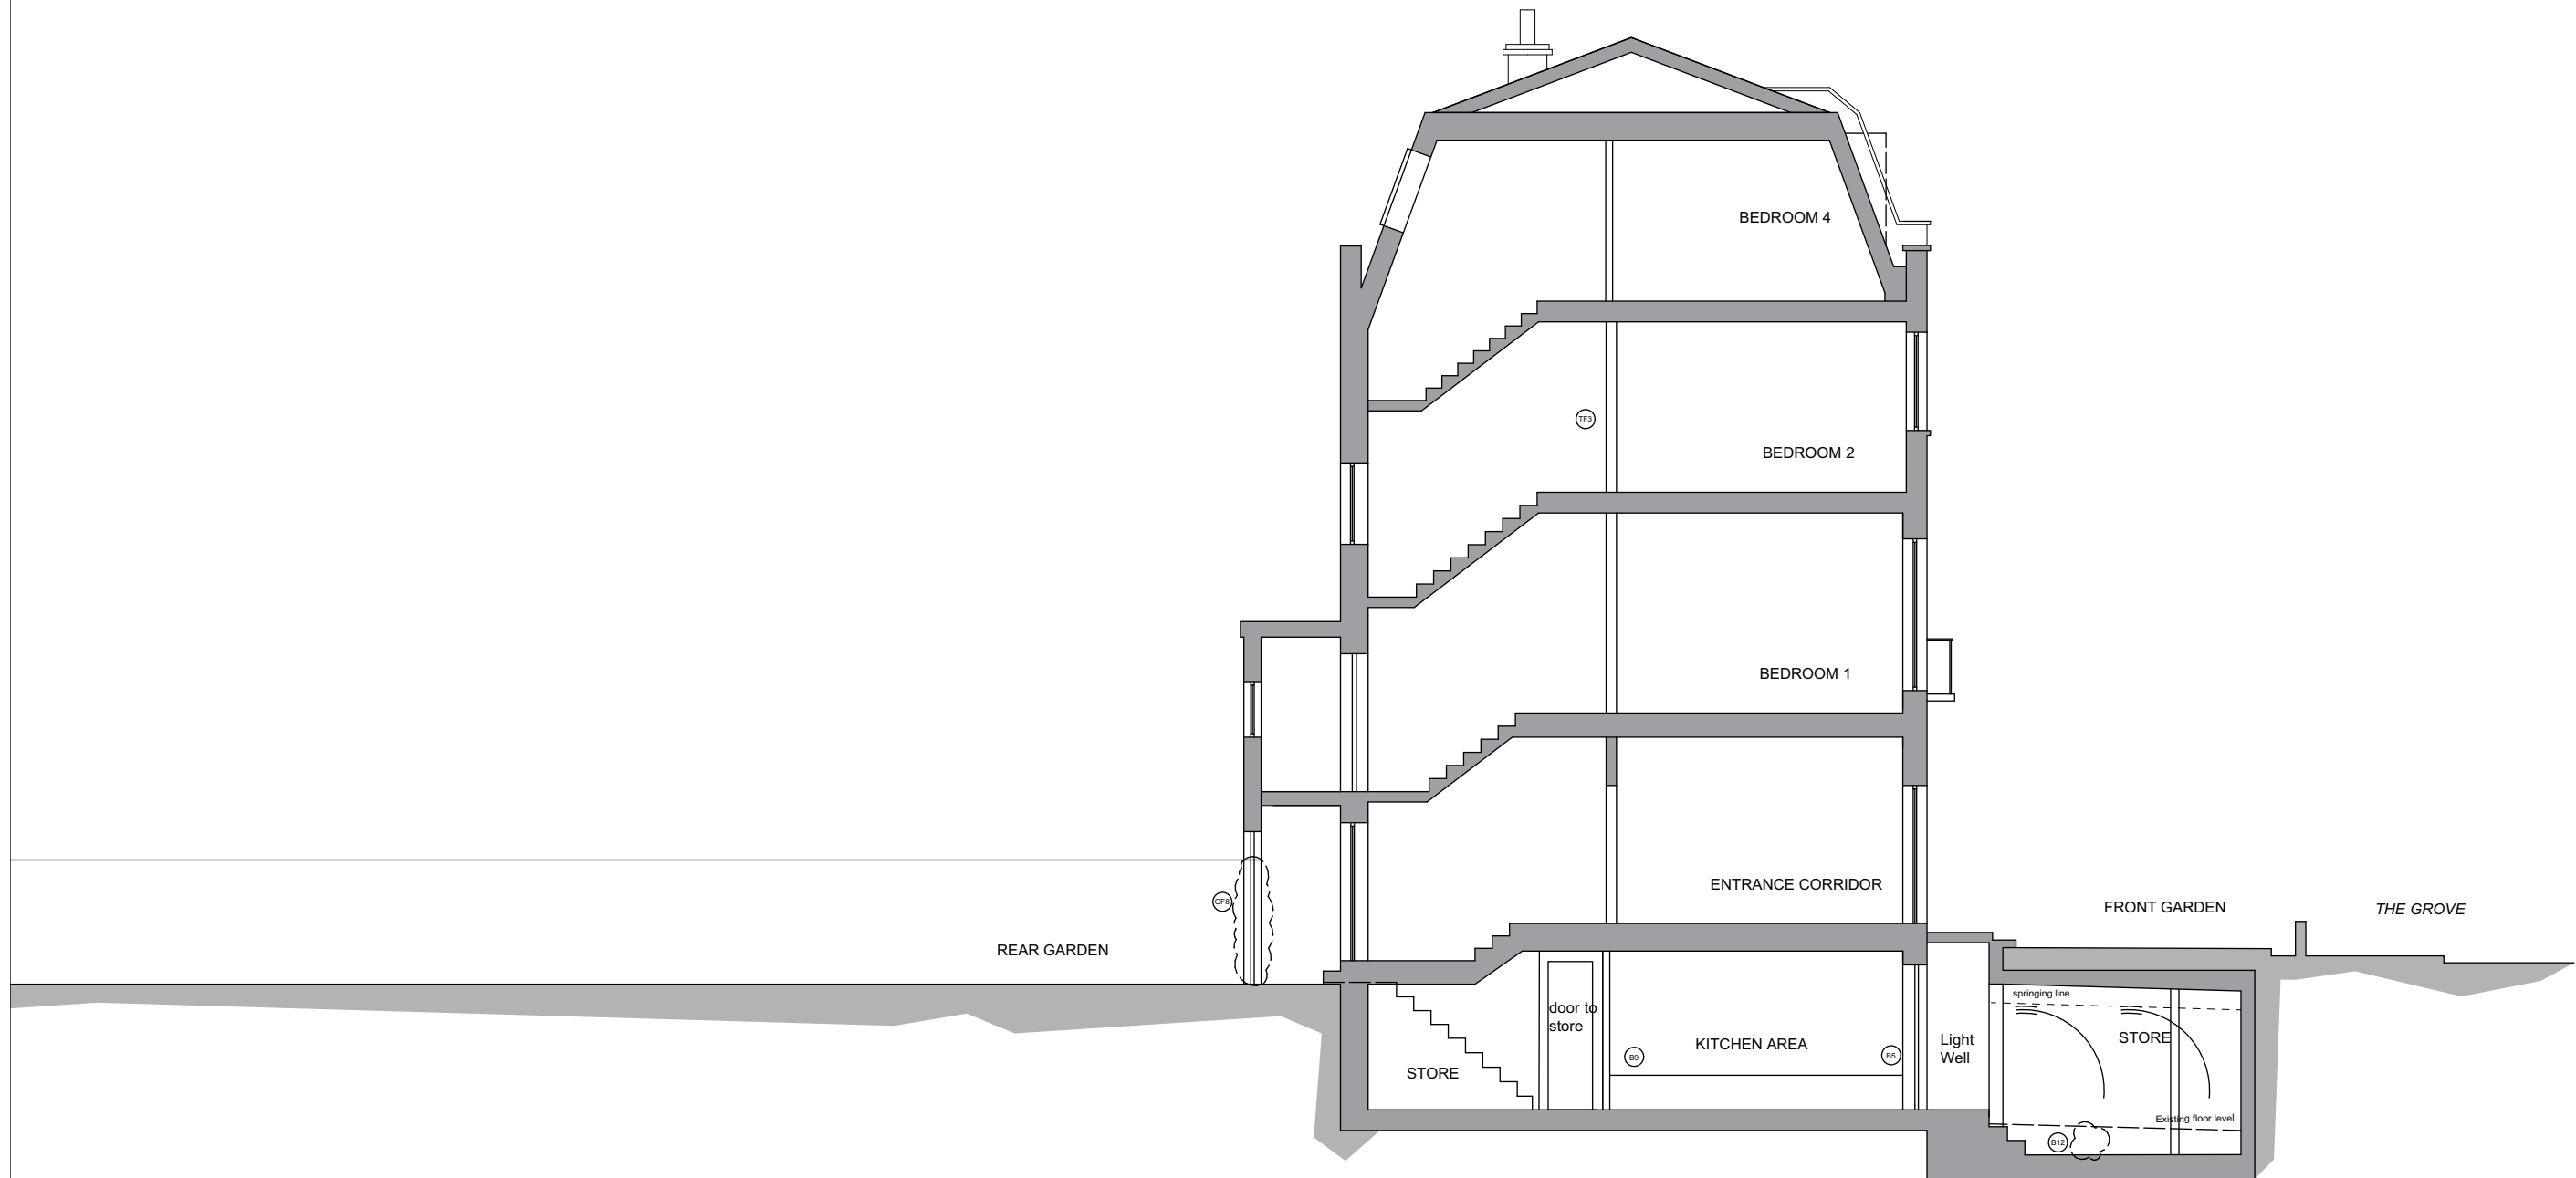 BEDROOM 4
TF3
BEDROOM 2
BEDROOM 1
ENTRANCE CORRIDOR
GF8
FRONT GARDEN
THE GROVE
REAR GARDEN
springing line
door to
store
STORE
Light
Well
KITCHEN AREA
B9
B5
STORE
Existing floor level
B12